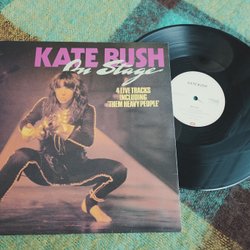 KATE BUSH
On Stage
4 LIVE TRACKS
INCLUDING
"THEM HEAVY PEOPLE"
KATE BUSH